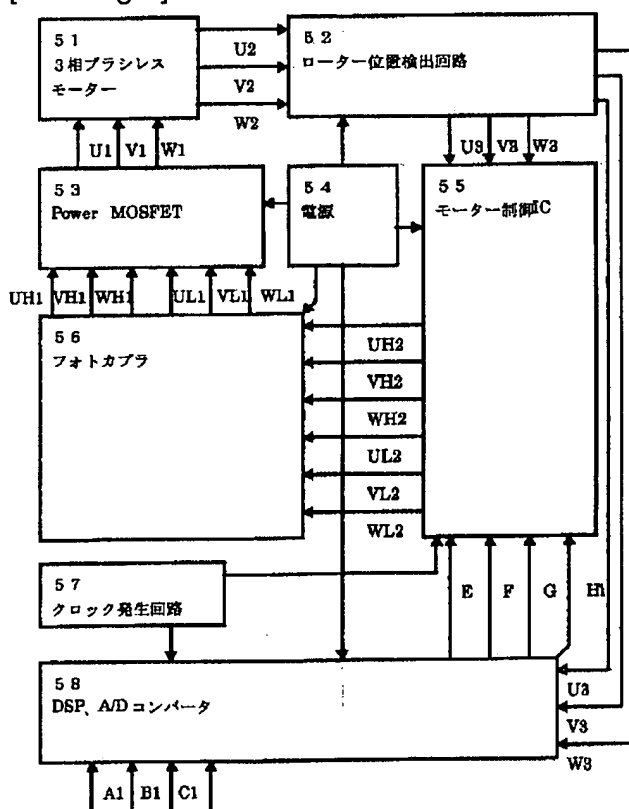 51
3相ブラシレス
モーター
52
ローター位置検出回路
U2
V2
W2
U1 V1 W1
U3 V3 W3
53
Power MOSFET
54
電源
55
モーター制御IC
UH1 VH1 WH1 UL1 VL1 WL1
56
フォトカプラ
UH2
VH2
WH2
UL2
VL2
WL2
57
クロック発生回路
E F G H
58
DSP、A/Dコンバータ
U3
V3
W3
A1 B1 C1